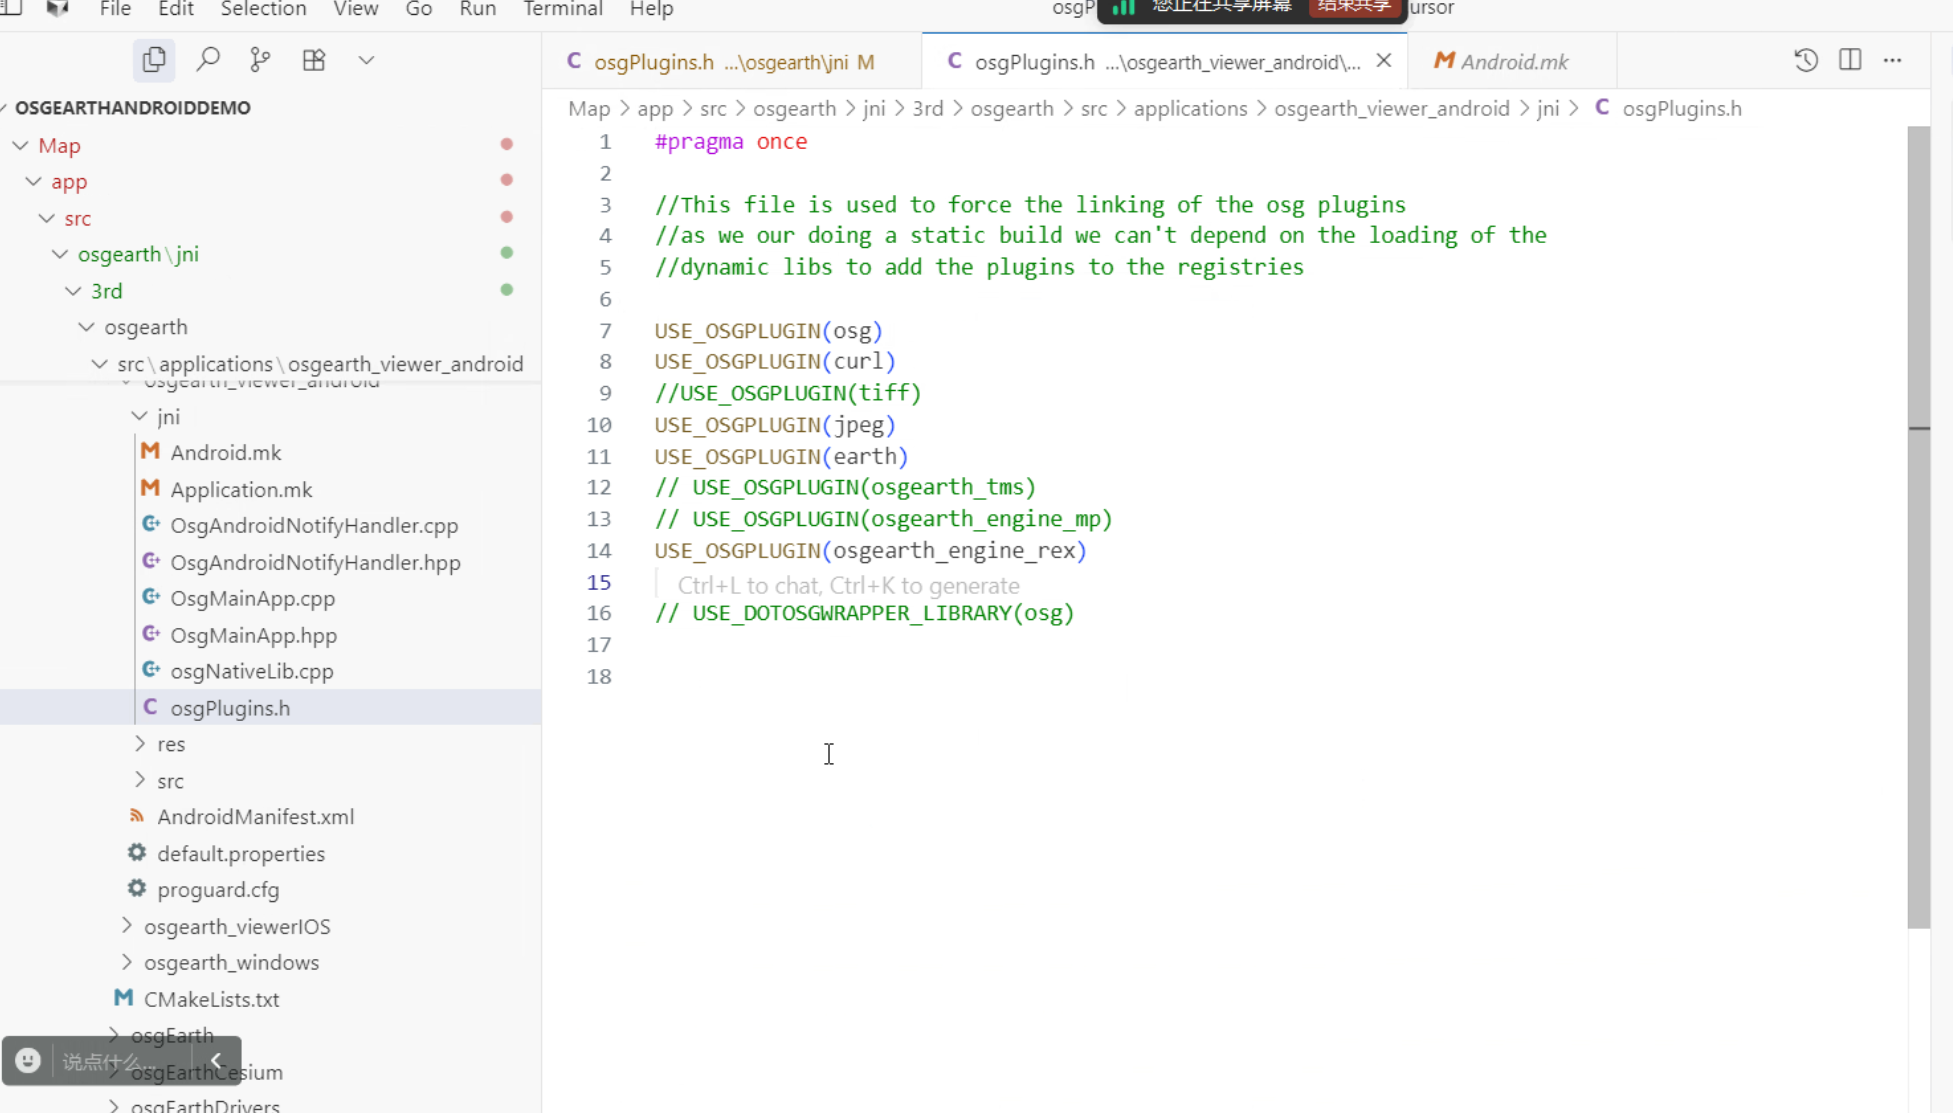 File Edit Selection View Go Run Terminal Help
osgP
您正在共享屏幕 结束共享
ursor
osgPlugins.h ...\osgearth\jni M
osgPlugins.h ...\osgearth_viewer_android\...
Android.mk
OSGEARTHANDROIDDEMO
Map
app
src
osgearth\jni
3rd
osgearth
src\applications\osgearth_viewer_android
osgearth_viewer_android
jni
Android.mk
Application.mk
OsgAndroidNotifyHandler.cpp
OsgAndroidNotifyHandler.hpp
OsgMainApp.cpp
OsgMainApp.hpp
osgNativeLib.cpp
osgPlugins.h
res
src
AndroidManifest.xml
default.properties
proguard.cfg
osgearth_viewerIOS
osgearth_windows
CMakeLists.txt
osgEarth
说点什么...
osgEarthCesium
osgEarthDrivers
Map > app > src > osgearth > jni > 3rd > osgearth > src > applications > osgearth_viewer_android > jni > osgPlugins.h
1 #pragma once
2
3 //This file is used to force the linking of the osg plugins
4 //as we our doing a static build we can't depend on the loading of the
5 //dynamic libs to add the plugins to the registries
6
7 USE_OSGPLUGIN(osg)
8 USE_OSGPLUGIN(curl)
9 //USE_OSGPLUGIN(tiff)
10 USE_OSGPLUGIN(jpeg)
11 USE_OSGPLUGIN(earth)
12 // USE_OSGPLUGIN(osgearth_tms)
13 // USE_OSGPLUGIN(osgearth_engine_mp)
14 USE_OSGPLUGIN(osgearth_engine_rex)
15 Ctrl+L to chat, Ctrl+K to generate
16 // USE_DOTOSGWRAPPER_LIBRARY(osg)
17
18